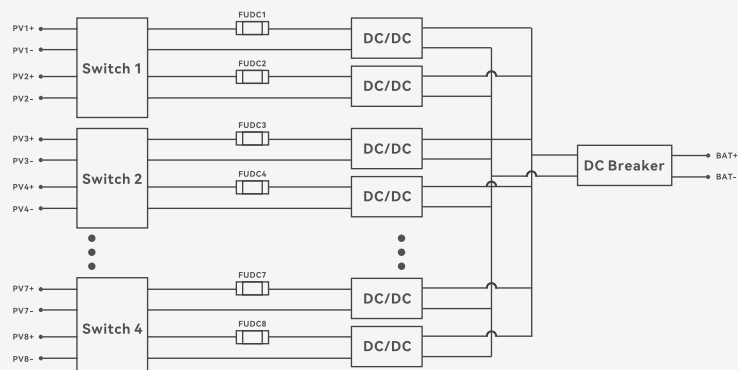 FUDC1
PV1+
DC/DC
PV1-
Switch 1
FUDC2
PV2+
DC/DC
PV2-
FUDC3
PV3+
DC/DC
PV3-
Switch 2
FUDC4
PV4+
DC/DC
PV4-
DC Breaker
BAT+
BAT-
FUDC7
PV7+
DC/DC
PV7-
Switch 4
FUDC8
PV8+
DC/DC
PV8-